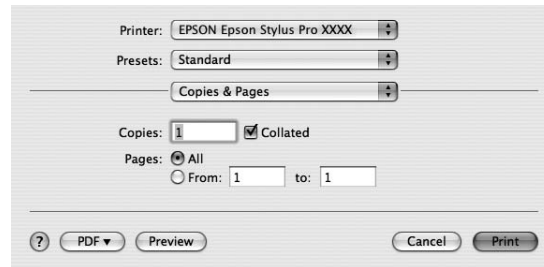 Printer: EPSON Epson Stylus Pro XXXX
Presets: Standard
Copies & Pages
Copies: 1 Collated
Pages: All
From: 1 to: 1
? PDF▼ Preview Cancel Print